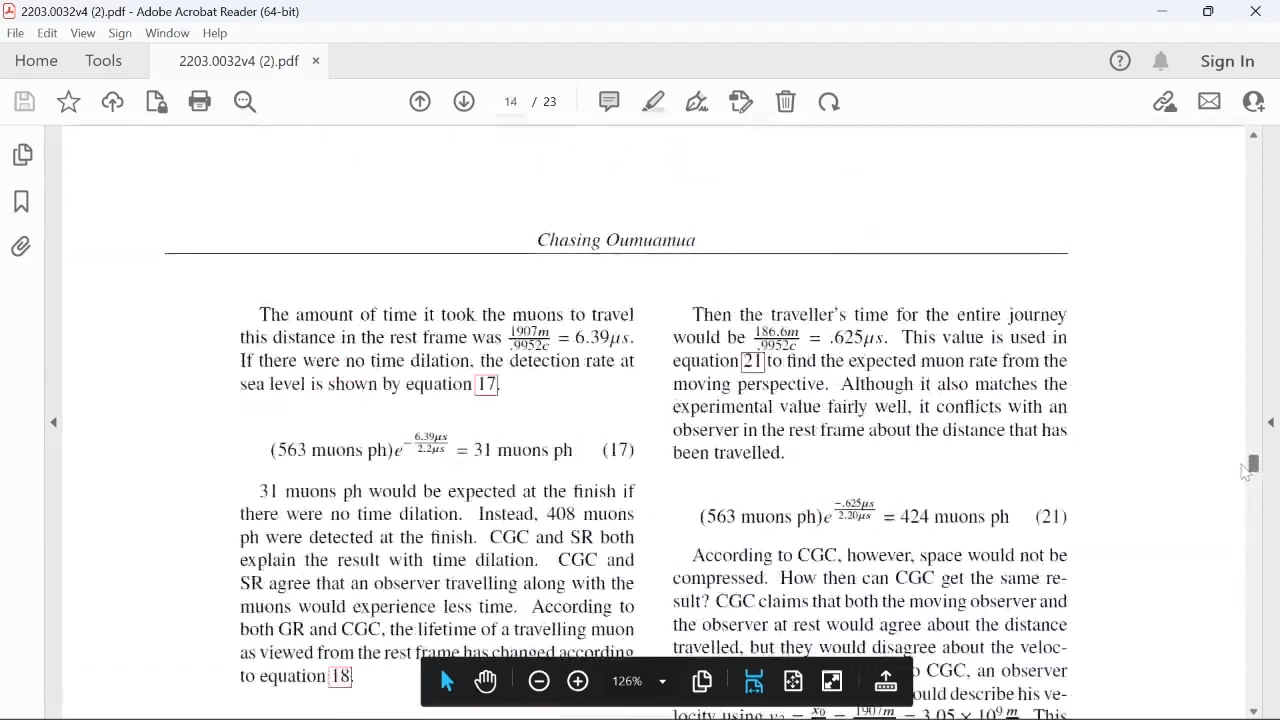 2203.0032v4 (2).pdf - Adobe Acrobat Reader (64-bit)
File Edit View Sign Window Help
Home Tools 2203.0032v4 (2).pdf × Sign In
14 / 23
Chasing Oumuamua
The amount of time it took the muons to travel
this distance in the rest frame was 1907m/.9952c = 6.39μs.
If there were no time dilation, the detection rate at
sea level is shown by equation 17.
(563 muons ph)e^-6.39μs/2.2μs = 31 muons ph (17)
31 muons ph would be expected at the finish if
there were no time dilation. Instead, 408 muons
ph were detected at the finish. CGC and SR both
explain the result with time dilation. CGC and
SR agree that an observer travelling along with the
muons would experience less time. According to
both GR and CGC, the lifetime of a travelling muon
as viewed from the rest frame has changed according
to equation 18.
Then the traveller's time for the entire journey
would be 186.6m/.9952c = .625μs. This value is used in
equation 21 to find the expected muon rate from the
moving perspective. Although it also matches the
experimental value fairly well, it conflicts with an
observer in the rest frame about the distance that has
been travelled.
(563 muons ph)e^-.625μs/2.20μs = 424 muons ph (21)
According to CGC, however, space would not be
compressed. How then can CGC get the same re-
sult? CGC claims that both the moving observer and
the observer at rest would agree about the distance
travelled, but they would disagree about the veloc-
CGC, an observer
describe his ve-
locity using = 1907m = 3.05 × 10^9 m This
126%